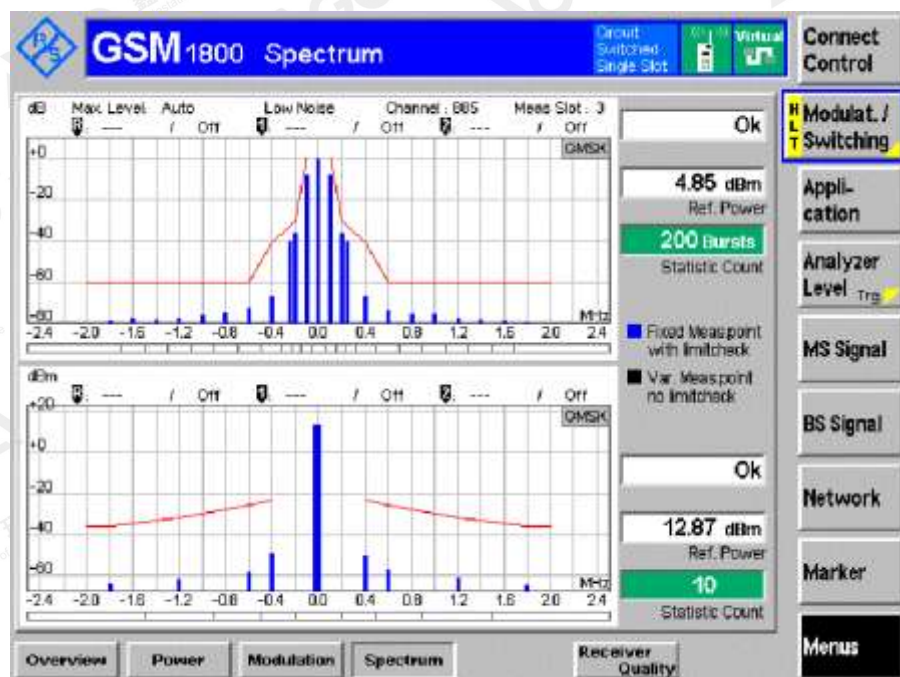 R&S GSM 1800 Spectrum
Circuit Switched Single Slot
Virtual
Connect Control
dB Max. Level: Auto Low Noise Channel: 885 Meas Slot: 3
--- / Off --- / Off --- / Off
GMSK
+0
-20
-40
-60
-80
MHz
-2.4 -2.0 -1.6 -1.2 -0.8 -0.4 0.0 0.4 0.8 1.2 1.6 2.0 2.4
Ok
4.85 dBm
Ref. Power
200 Bursts
Statistic Count
Fixed Meas.point
with limitcheck
Var. Meas.point
no limitcheck
dBm
--- / Off --- / Off --- / Off
GMSK
+20
+0
-20
-40
-60
MHz
-2.4 -2.0 -1.6 -1.2 -0.8 -0.4 0.0 0.4 0.8 1.2 1.6 2.0 2.4
Ok
12.87 dBm
Ref. Power
10
Statistic Count
HLT
Modulat. /
Switching
Appli-
cation
Analyzer
Level Trg
MS Signal
BS Signal
Network
Marker
Menus
Overview Power Modulation Spectrum Receiver Quality